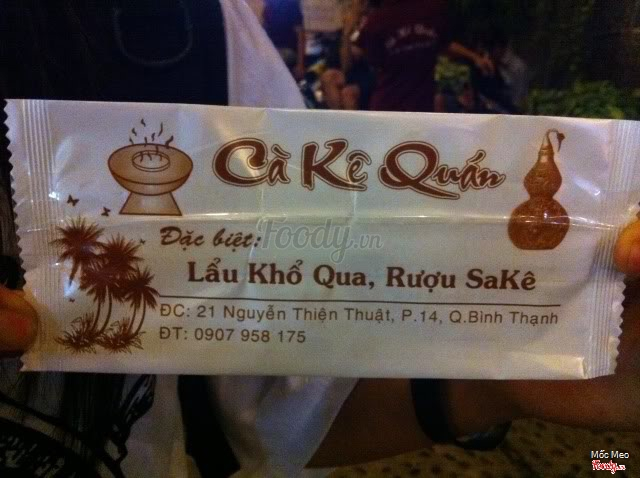 Cà Kê Quán
Đặc biệt:
Foody.vn
Lẩu Khổ Qua, Rượu SaKê
ĐC: 21 Nguyễn Thiện Thuật, P.14, Q.Bình Thạnh
ĐT: 0907 958 175
Mốc Meo
Foody.vn